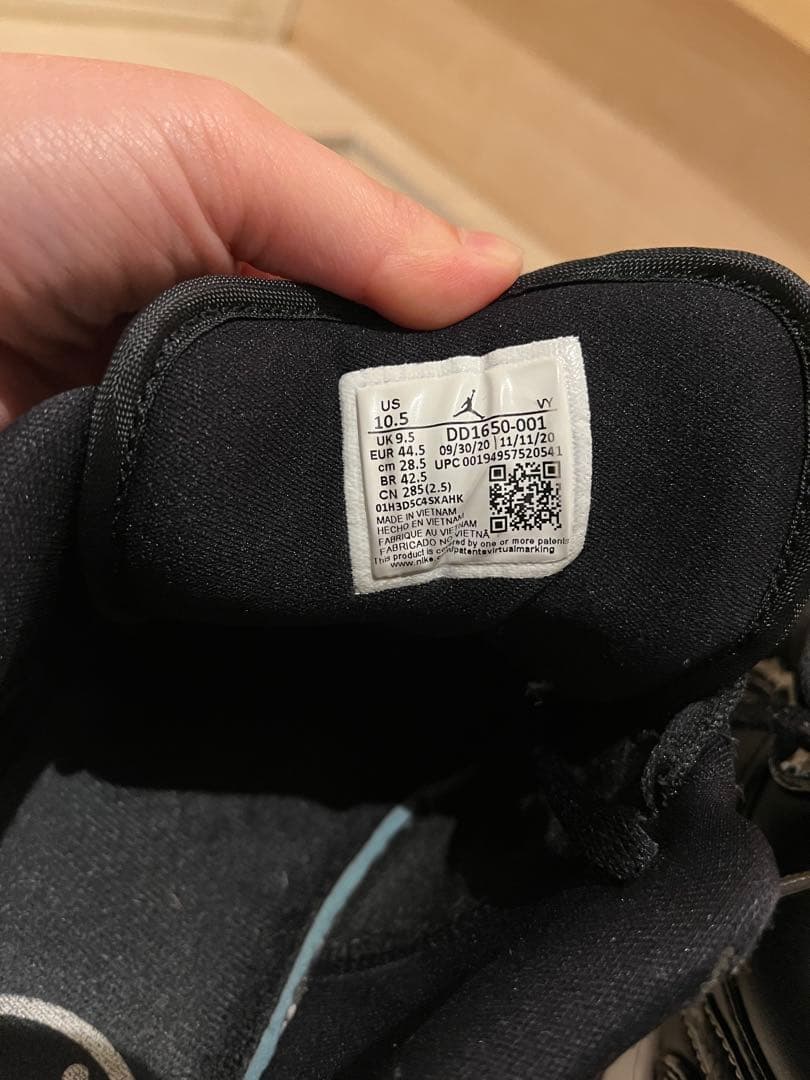 US VY
10.5
UK 9.5 DD1650-001
EUR 44.5 09/30/20 11/11/20
cm 28.5 UPC 00194957520541
BR 42.5
CN 285(2.5)
01H3D5C4SXAHK
MADE IN VIETNAM
HECHO EN VIETNAM
FABRIQUE AU VIETNAM
FABRICADO NO VIETNÃ
This product is covered by one or more patents
www.nike.com/patentsvirtualmarking